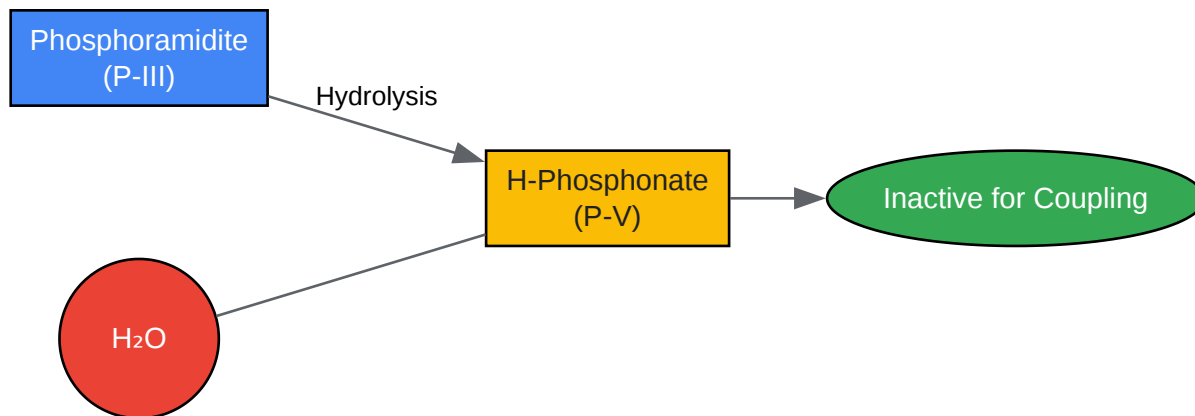 Phosphoramidite
(P-III)
Hydrolysis
H-Phosphonate
(P-V)
Inactive for Coupling
H₂O